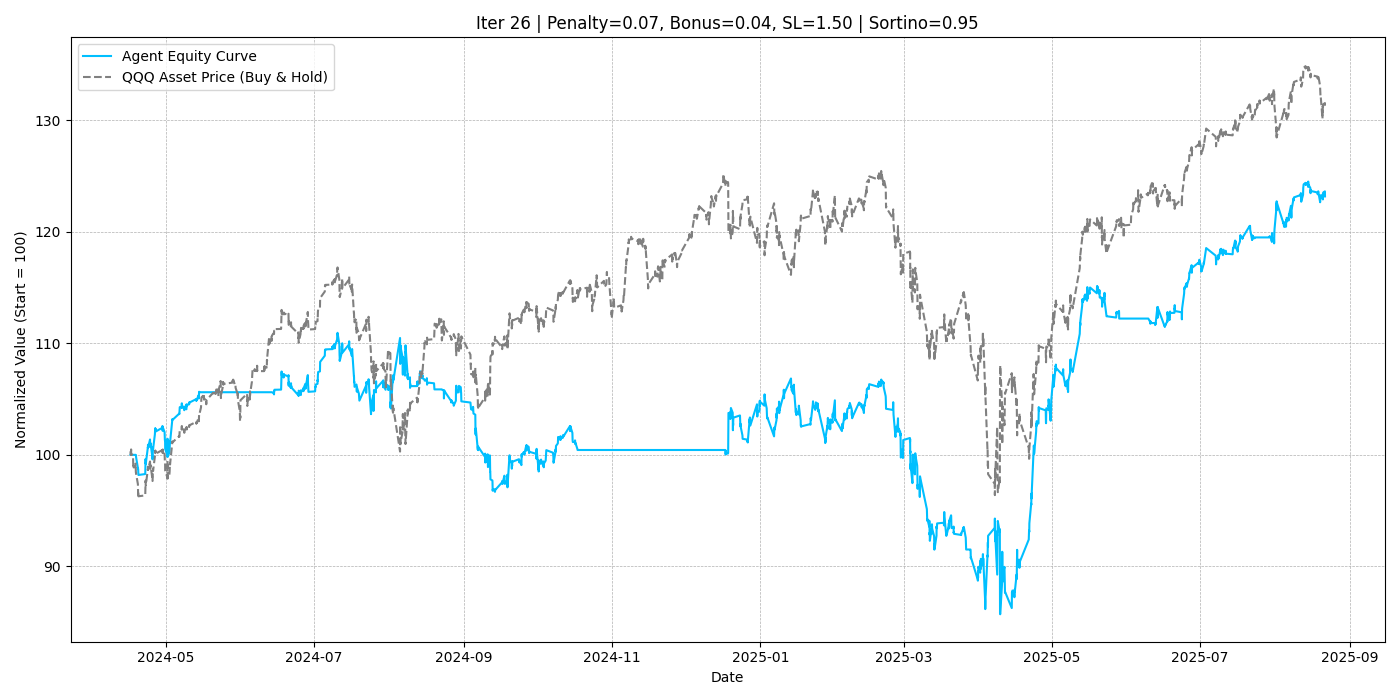 Iter 26 | Penalty=0.07, Bonus=0.04, SL=1.50 | Sortino=0.95
Agent Equity Curve
QQQ Asset Price (Buy & Hold)
Normalized Value (Start = 100)
130
120
110
100
90
2024-05
2024-07
2024-09
2024-11
2025-01
2025-03
2025-05
2025-07
2025-09
Date